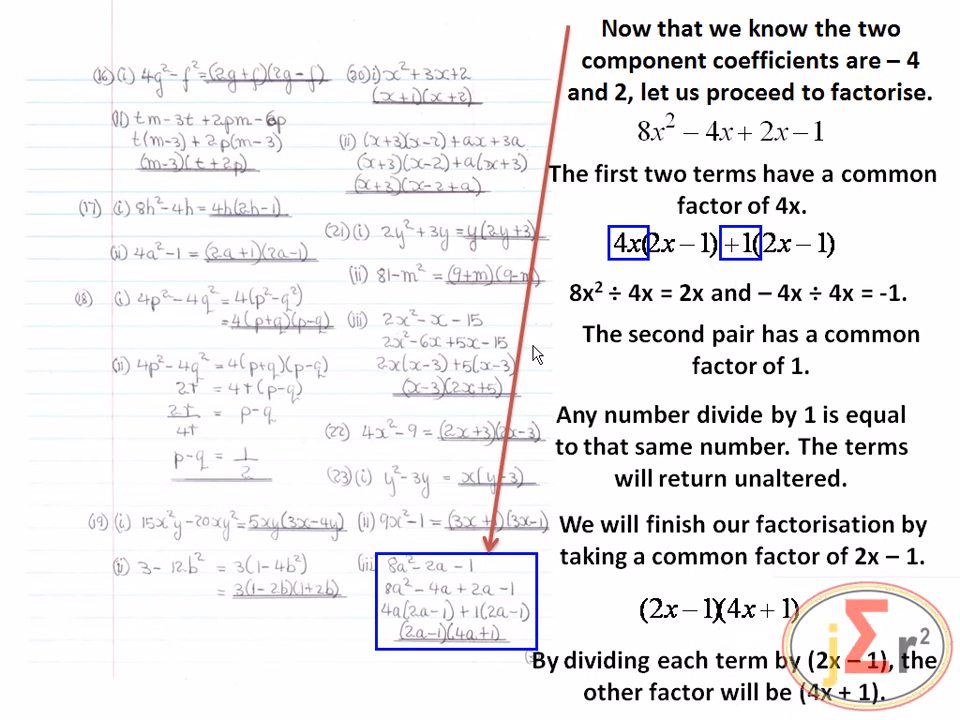 (16) (i) 4g² – f² = (2g + f)(2g – f)
(ii) tm – 3t + 2pm – 6p
t(m – 3) + 2p(m – 3)
(m – 3)(t + 2p)
(17) (i) 8h² – 4h = 4h(2h – 1)
(ii) 4a² – 1 = (2a + 1)(2a – 1)
(18) (i) 4p² – 4q² = 4(p² – q²)
= 4(p + q)(p – q)
(ii) 4p² – 4q² = 4(p + q)(p – q)
2t = 4t(p – q)
2t/4t = p – q
p – q = 1/2
(19) (i) 15x²y – 20xy² = 5xy(3x – 4y)
(ii) 3 – 12b² = 3(1 – 4b²)
= 3(1 – 2b)(1 + 2b)
(20) i) x² + 3x + 2
(x + 1)(x + 2)
(ii) (x + 3)(x – 2) + ax + 3a
(x + 3)(x – 2) + a(x + 3)
(x + 3)(x – 2 + a)
(21) (i) 2y² + 3y = y(2y + 3)
(ii) 81 – m² = (9 + m)(9 – m)
(iii) 2x² – x – 15
2x² – 6x + 5x – 15
2x(x – 3) + 5(x – 3)
(x – 3)(2x + 5)
(22) 4x² – 9 = (2x + 3)(2x – 3)
(23) (i) y² – 3y = x(y – 3)
(ii) 9x² – 1 = (3x + 1)(3x – 1)
(iii) 8a² – 2a – 1
8a² – 4a + 2a – 1
4a(2a – 1) + 1(2a – 1)
(2a – 1)(4a + 1)
Now that we know the two
component coefficients are – 4
and 2, let us proceed to factorise.
8x² – 4x + 2x – 1
The first two terms have a common
factor of 4x.
4x(2x – 1) + 1(2x – 1)
8x² ÷ 4x = 2x and – 4x ÷ 4x = -1.
The second pair has a common
factor of 1.
Any number divide by 1 is equal
to that same number. The terms
will return unaltered.
We will finish our factorisation by
taking a common factor of 2x – 1.
(2x – 1)(4x + 1)
By dividing each term by (2x – 1), the
other factor will be (4x + 1).
jΣr²